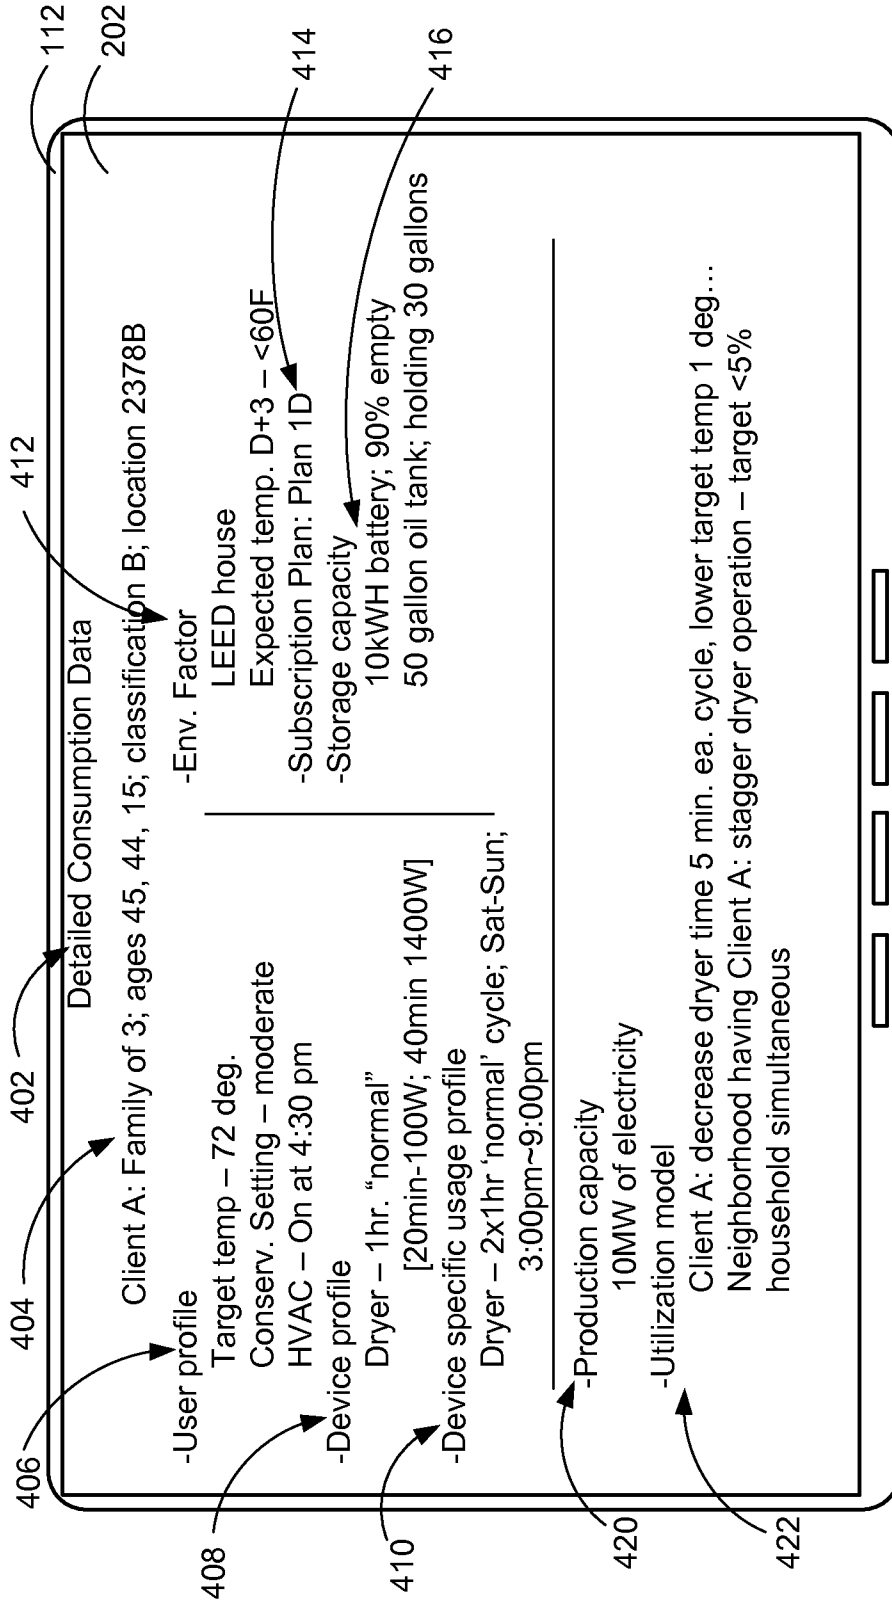 112
202
402
404
412
406
414
416
408
410
420
422
Detailed Consumption Data
Client A: Family of 3; ages 45, 44, 15; classification B; location 2378B
-User profile
Target temp – 72 deg.
Conserv. Setting – moderate
HVAC – On at 4:30 pm
-Device profile
Dryer – 1hr. “normal”
[20min-100W; 40min 1400W]
-Device specific usage profile
Dryer – 2x1hr ‘normal’ cycle; Sat-Sun;
3:00pm~9:00pm
-Env. Factor
LEED house
Expected temp. D+3 – <60F
-Subscription Plan: Plan 1D
-Storage capacity
10kWH battery; 90% empty
50 gallon oil tank; holding 30 gallons
-Production capacity
10MW of electricity
-Utilization model
Client A: decrease dryer time 5 min. ea. cycle, lower target temp 1 deg...
Neighborhood having Client A: stagger dryer operation – target <5%
household simultaneous